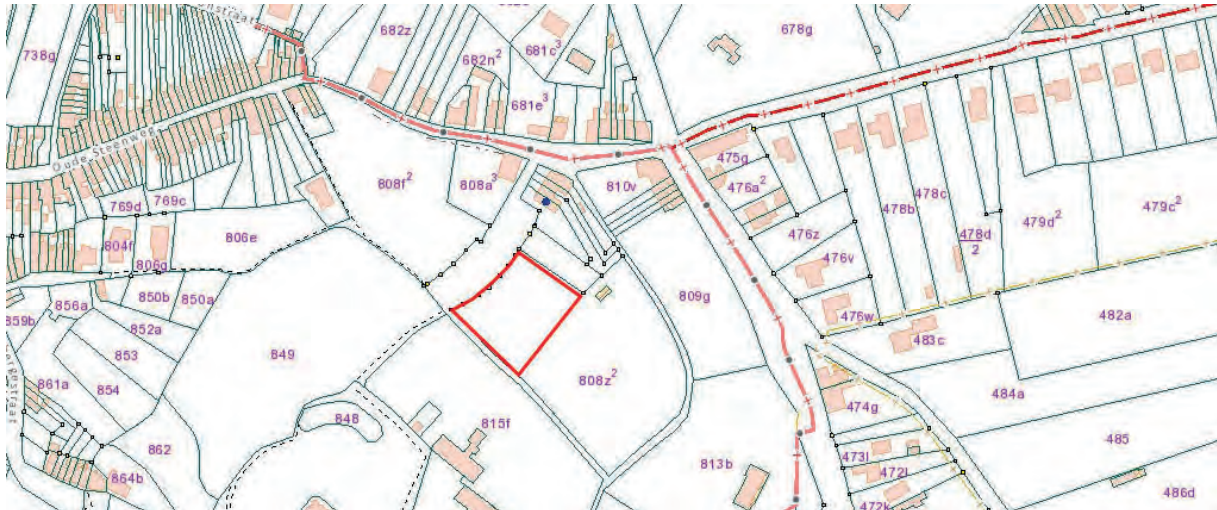 682z
681c³
678g
738g
682n²
681e³
Oude Steenweg
475g
808f²
808a³
810v
476a²
478c
479c²
769d
769c
478b
479d²
804f
806e
476z
478d
2
806g
476v
850b
850a
856a
809g
859b
852a
476w
482a
483c
853
849
861a
854
808z²
484a
848
474g
862
815f
485
473l
813b
472l
864b
486d
472k